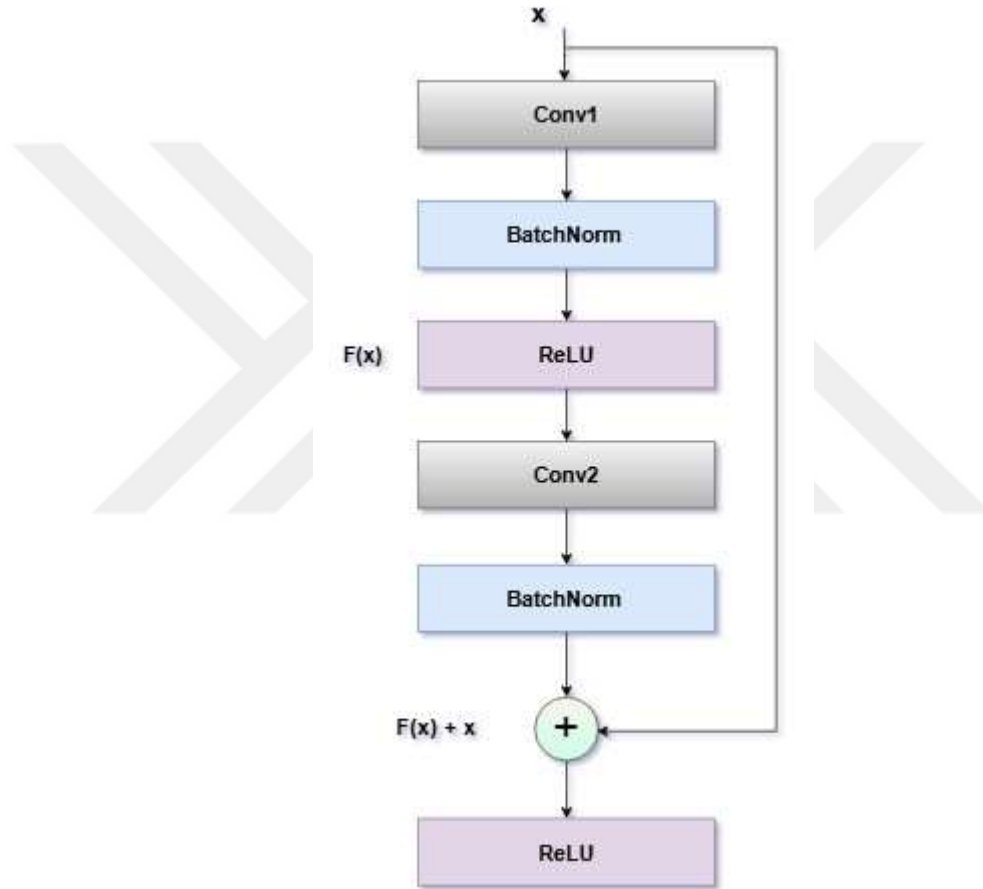 x
Conv1
BatchNorm
F(x)
ReLU
Conv2
BatchNorm
F(x) + x
+
ReLU